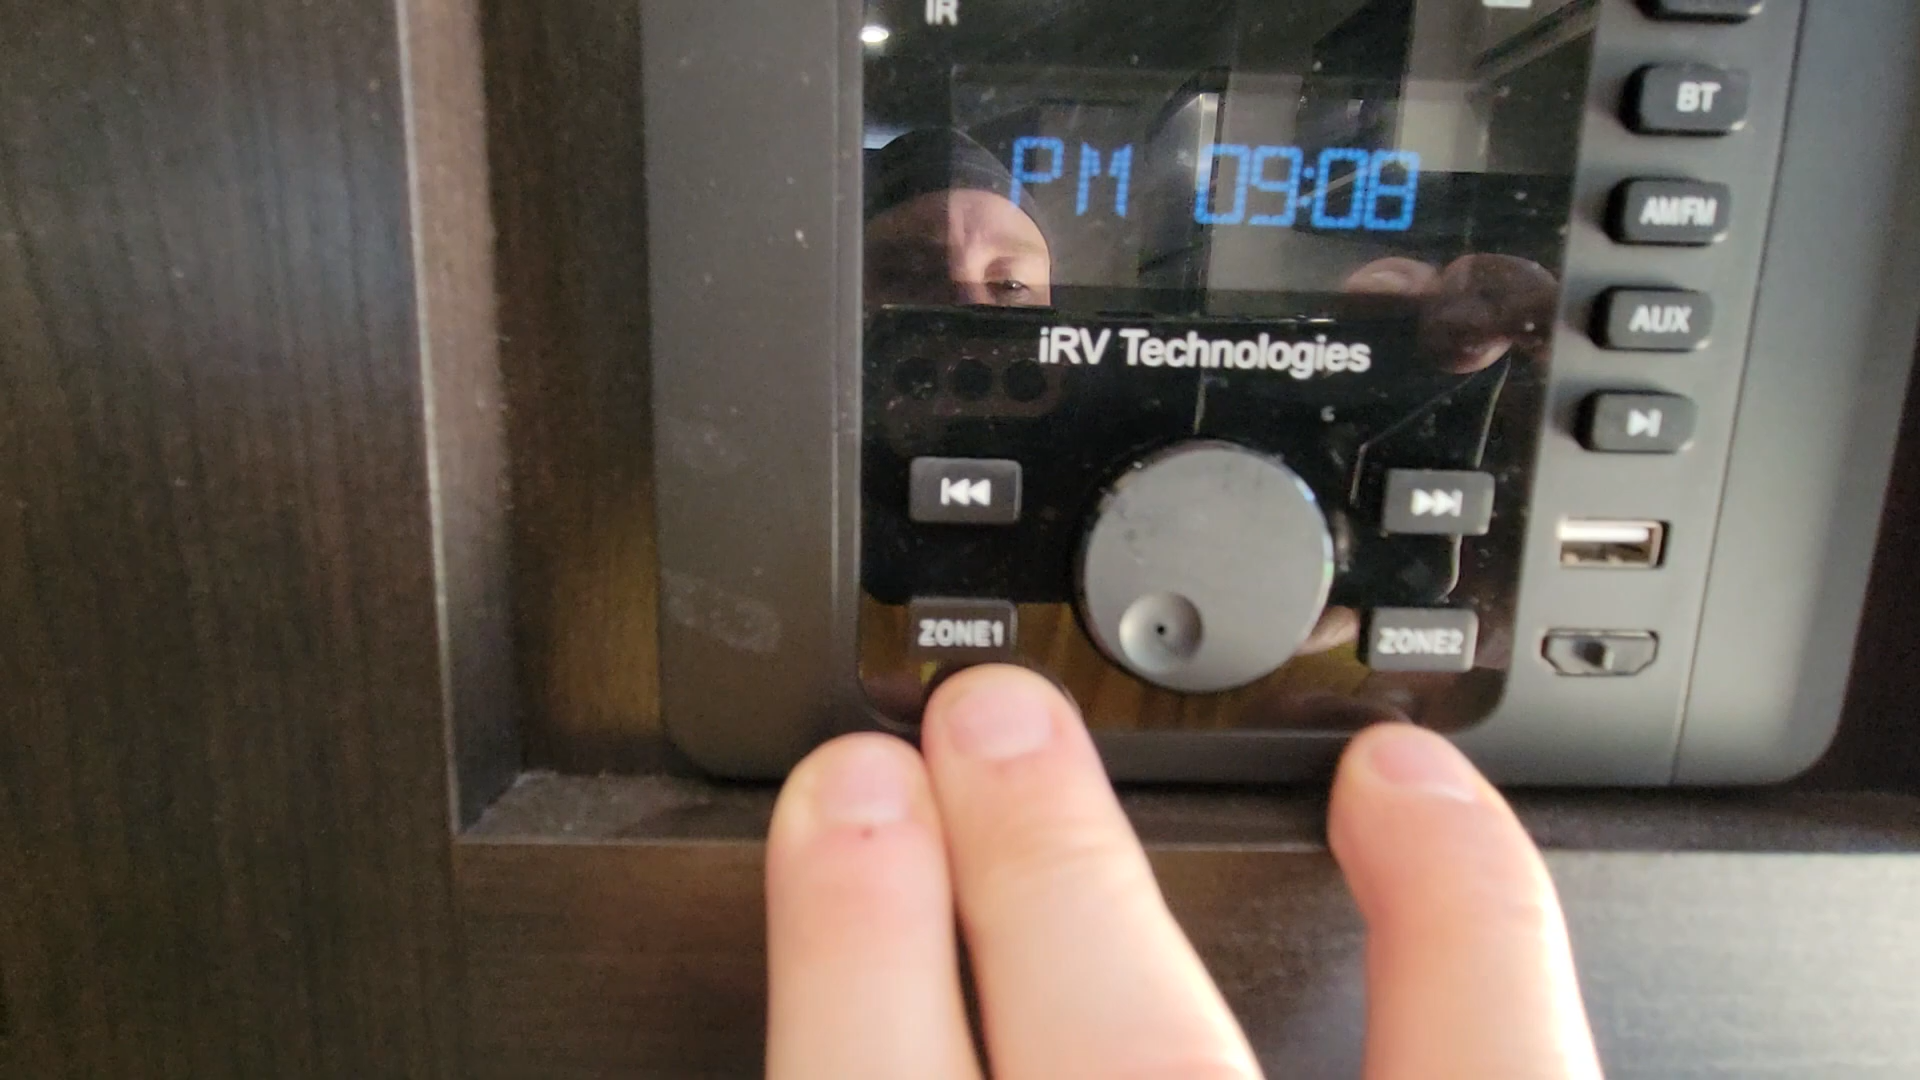 IR
BT
PM 09:08
AM/FM
AUX
iRV Technologies
ZONE1
ZONE2